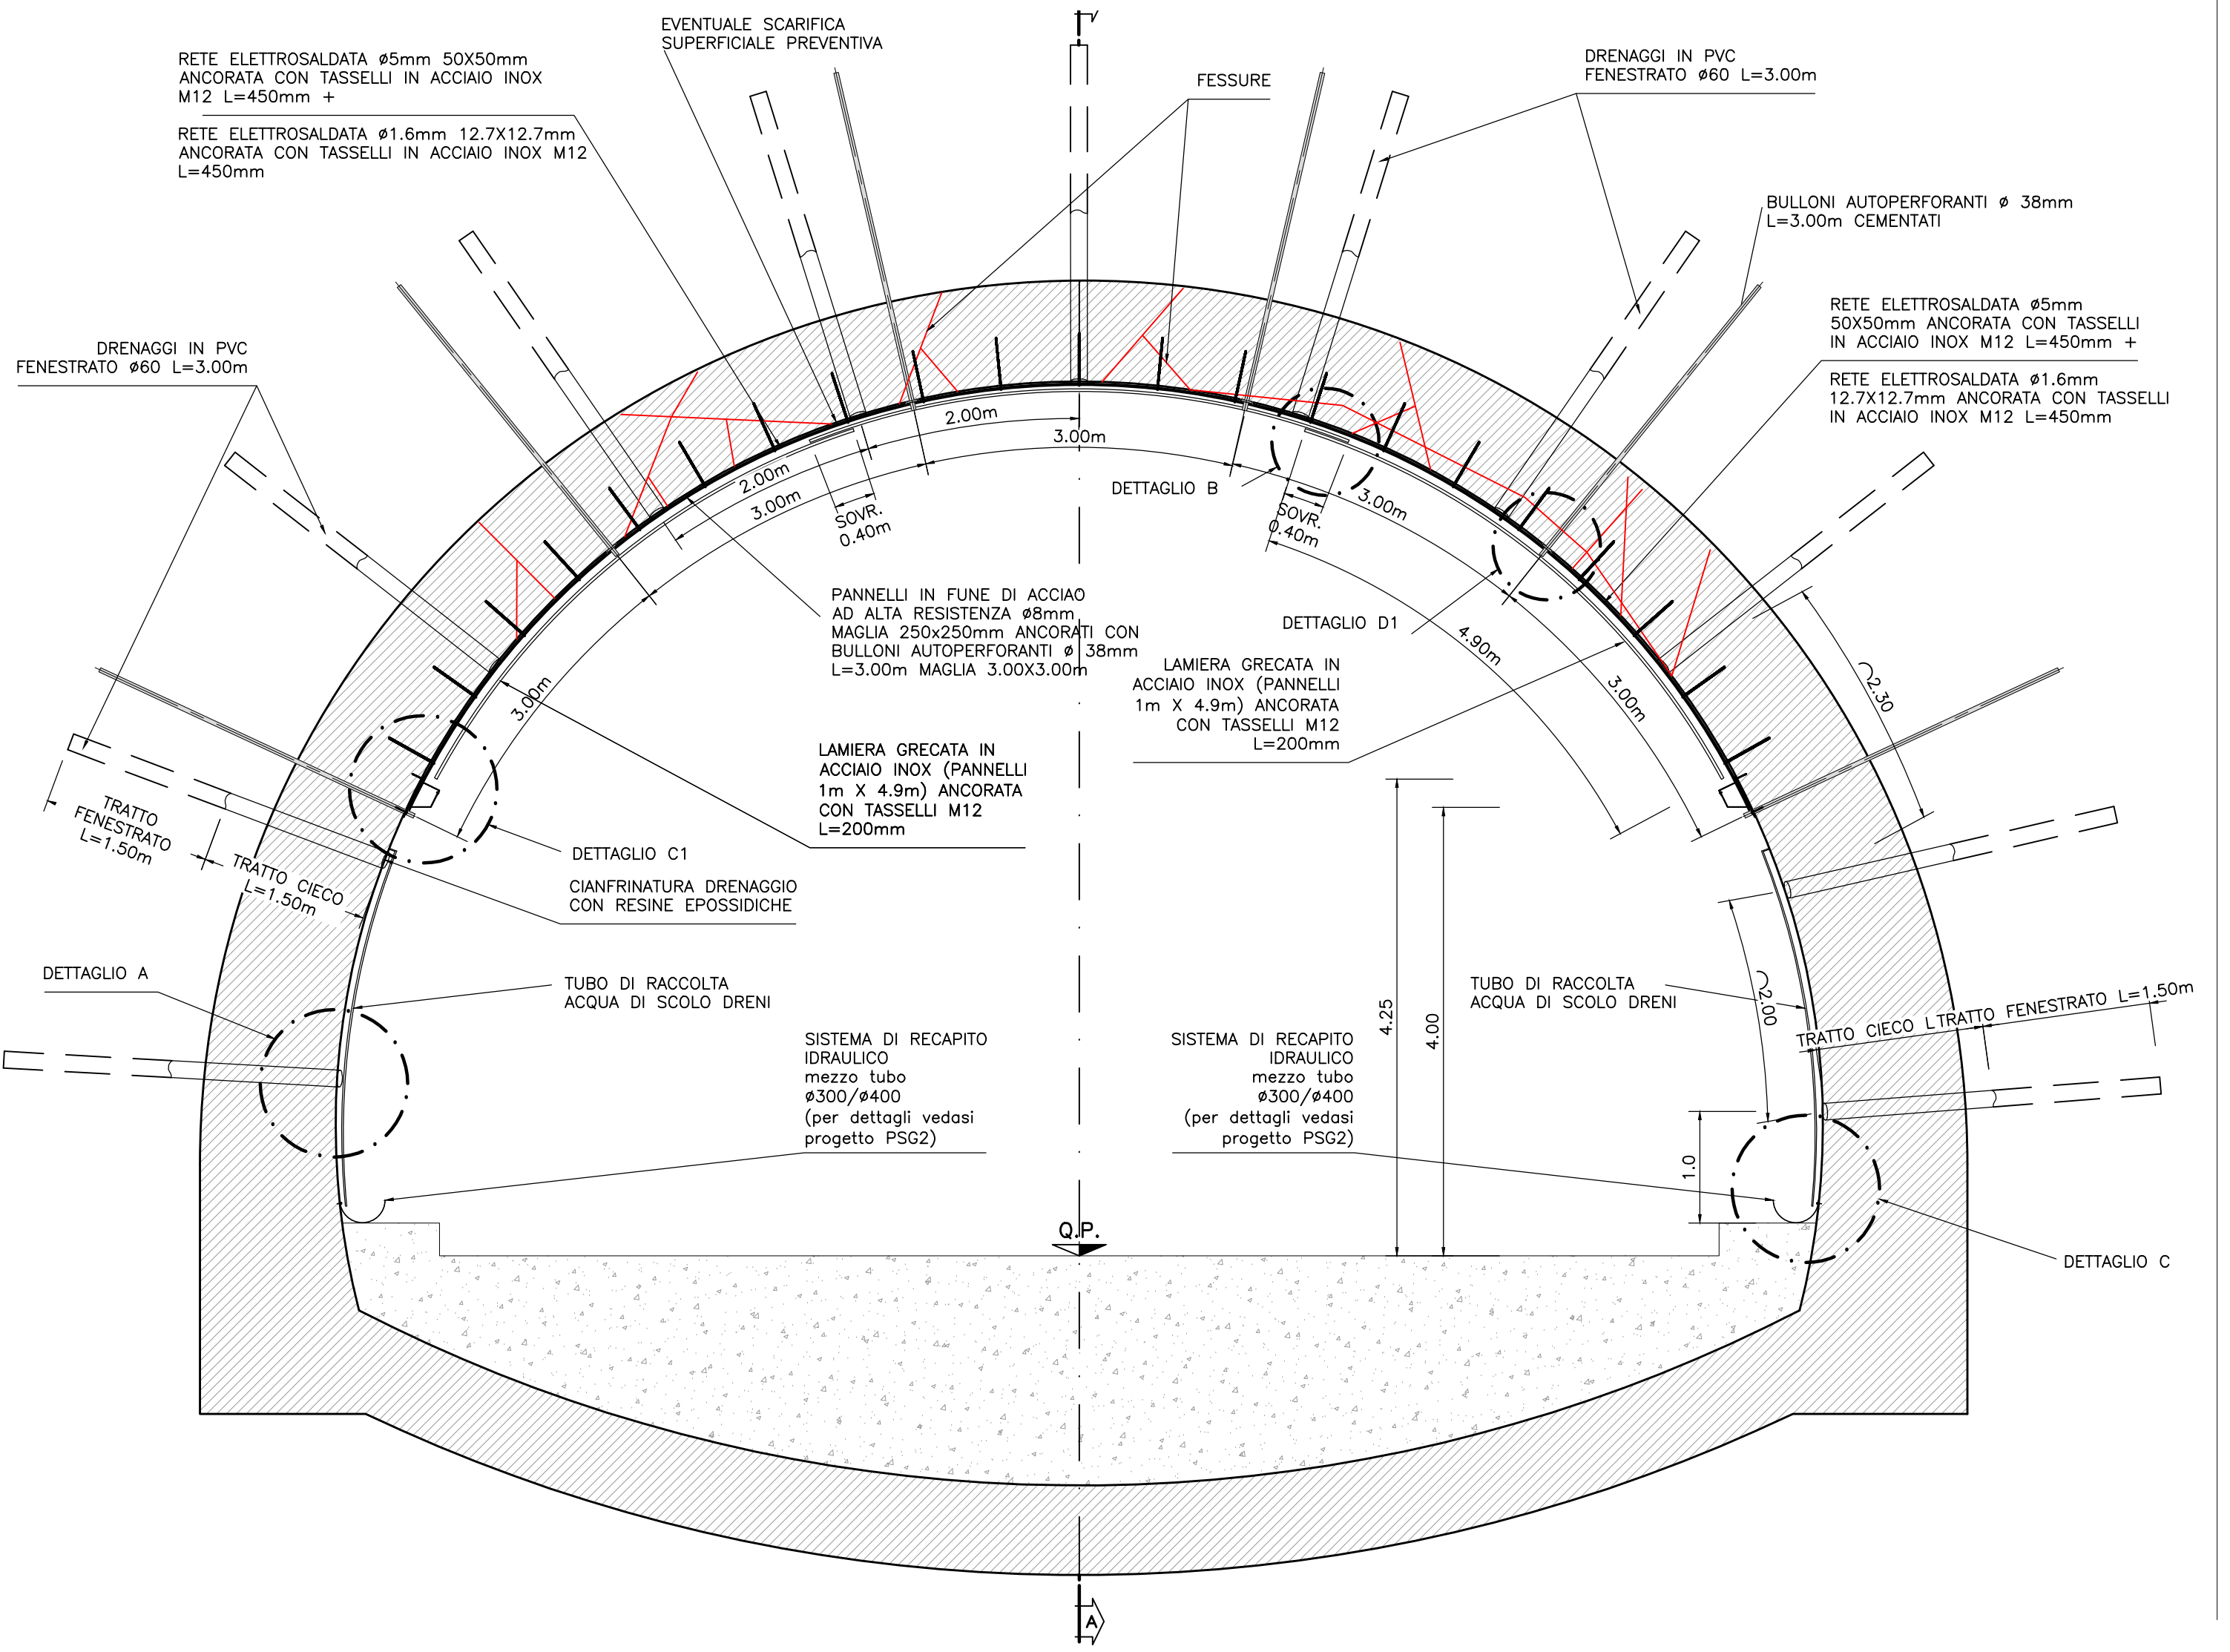 EVENTUALE SCARIFICA
SUPERFICIALE PREVENTIVA
RETE ELETTROSALDATA ø5mm 50X50mm
ANCORATA CON TASSELLI IN ACCIAIO INOX
M12 L=450mm +
RETE ELETTROSALDATA ø1.6mm 12.7X12.7mm
ANCORATA CON TASSELLI IN ACCIAIO INOX M12
L=450mm
FESSURE
DRENAGGI IN PVC
FENESTRATO ø60 L=3.00m
BULLONI AUTOPERFORANTI ø 38mm
L=3.00m CEMENTATI
RETE ELETTROSALDATA ø5mm
50X50mm ANCORATA CON TASSELLI
IN ACCIAIO INOX M12 L=450mm +
RETE ELETTROSALDATA ø1.6mm
12.7X12.7mm ANCORATA CON TASSELLI
IN ACCIAIO INOX M12 L=450mm
DRENAGGI IN PVC
FENESTRATO ø60 L=3.00m
2.00m
3.00m
2.00m
3.00m
SOVR.
0.40m
DETTAGLIO B
3.00m
SOVR.
0.40m
PANNELLI IN FUNE DI ACCIAO
AD ALTA RESISTENZA ø8mm
MAGLIA 250x250mm ANCORATI CON
BULLONI AUTOPERFORANTI ø 38mm
L=3.00m MAGLIA 3.00X3.00m
DETTAGLIO D1
4.90m
3.00m
2.30
3.00m
LAMIERA GRECATA IN
ACCIAIO INOX (PANNELLI
1m X 4.9m) ANCORATA
CON TASSELLI M12
L=200mm
LAMIERA GRECATA IN
ACCIAIO INOX (PANNELLI
1m X 4.9m) ANCORATA
CON TASSELLI M12
L=200mm
TRATTO
FENESTRATO
L=1.50m
TRATTO CIECO
L=1.50m
DETTAGLIO C1
CIANFRINATURA DRENAGGIO
CON RESINE EPOSSIDICHE
DETTAGLIO A
TUBO DI RACCOLTA
ACQUA DI SCOLO DRENI
TUBO DI RACCOLTA
ACQUA DI SCOLO DRENI
4.25
4.00
2.00
TRATTO CIECO L
TRATTO FENESTRATO L=1.50m
SISTEMA DI RECAPITO
IDRAULICO
mezzo tubo
ø300/ø400
(per dettagli vedasi
progetto PSG2)
SISTEMA DI RECAPITO
IDRAULICO
mezzo tubo
ø300/ø400
(per dettagli vedasi
progetto PSG2)
1.0
Q.P.
DETTAGLIO C
A